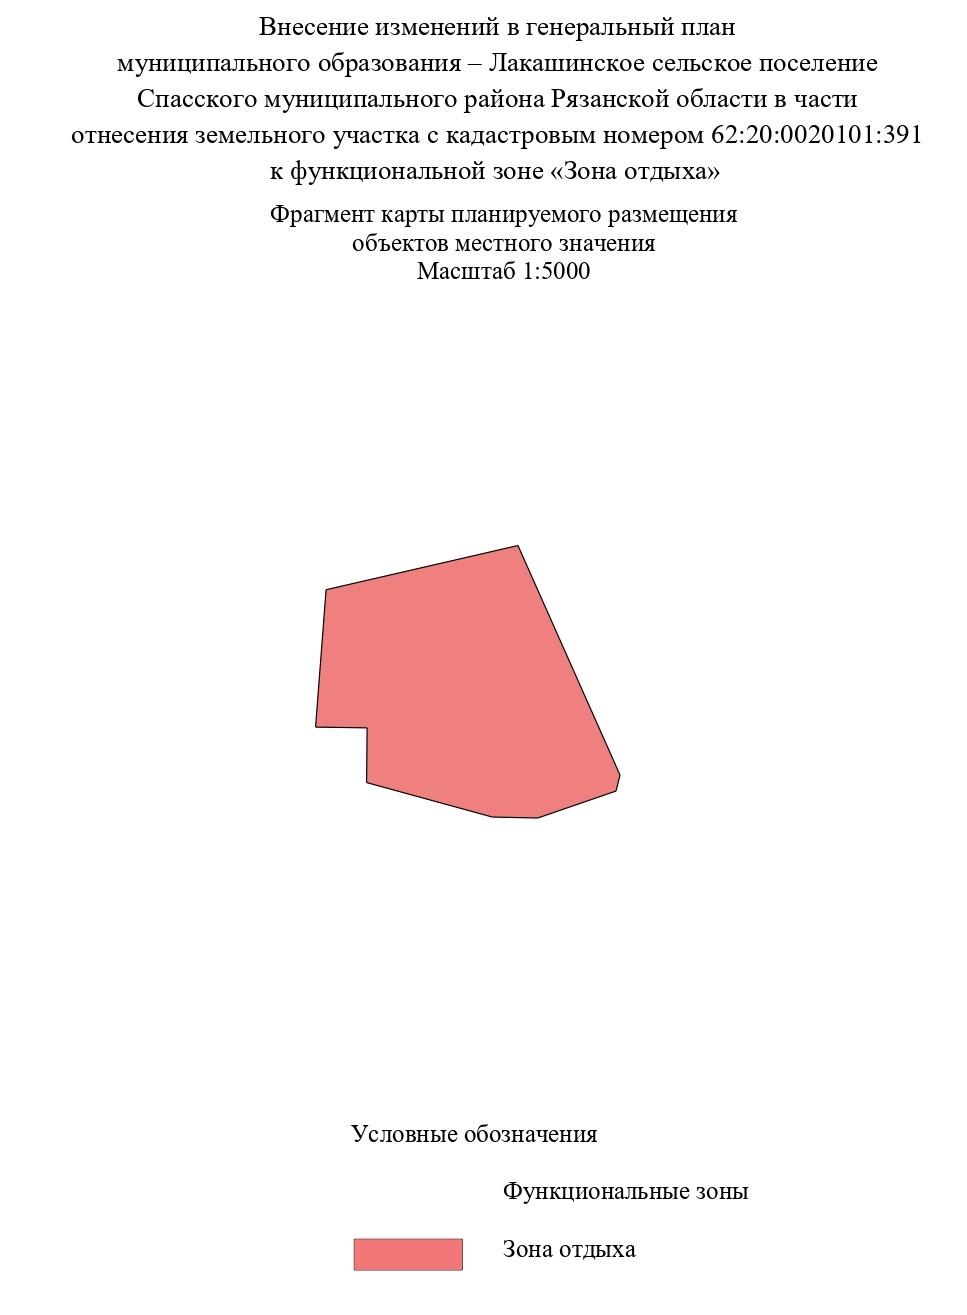 Внесение изменений в генеральный план
муниципального образования – Лакашинское сельское поселение
Спасского муниципального района Рязанской области в части
отнесения земельного участка с кадастровым номером 62:20:0020101:391
к функциональной зоне «Зона отдыха»
Фрагмент карты планируемого размещения
объектов местного значения
Масштаб 1:5000
Условные обозначения
Функциональные зоны
Зона отдыха